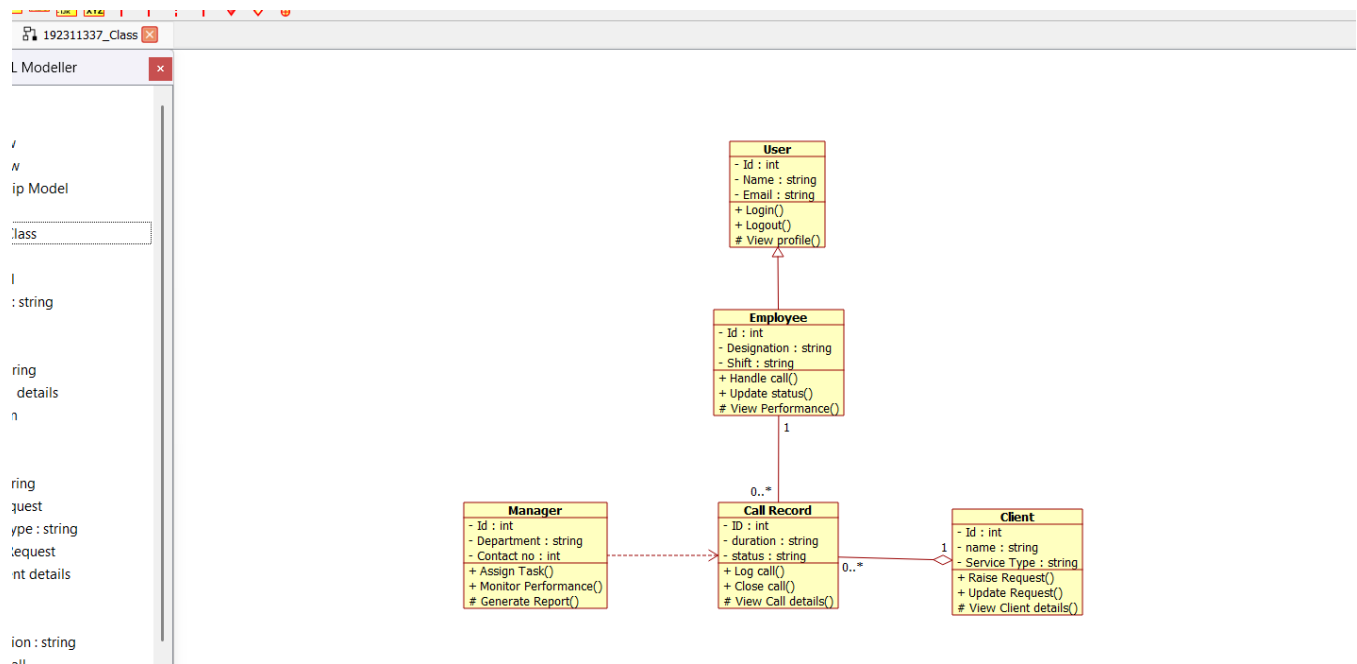 XYZ
192311337_Class
L Modeller
w
ip Model
Class
: string
ring
details
ring
quest
ype : string
Request
nt details
ion : string
User
- Id : int
- Name : string
- Email : string
+ Login()
+ Logout()
# View profile()
Employee
- Id : int
- Designation : string
- Shift : string
+ Handle call()
+ Update status()
# View Performance()
1
0..*
Manager
- Id : int
- Department : string
- Contact no : int
+ Assign Task()
+ Monitor Performance()
# Generate Report()
Call Record
- ID : int
- duration : string
- status : string
+ Log call()
+ Close call()
# View Call details()
0..*
1
Client
- Id : int
- name : string
- Service Type : string
+ Raise Request()
+ Update Request()
# View Client details()